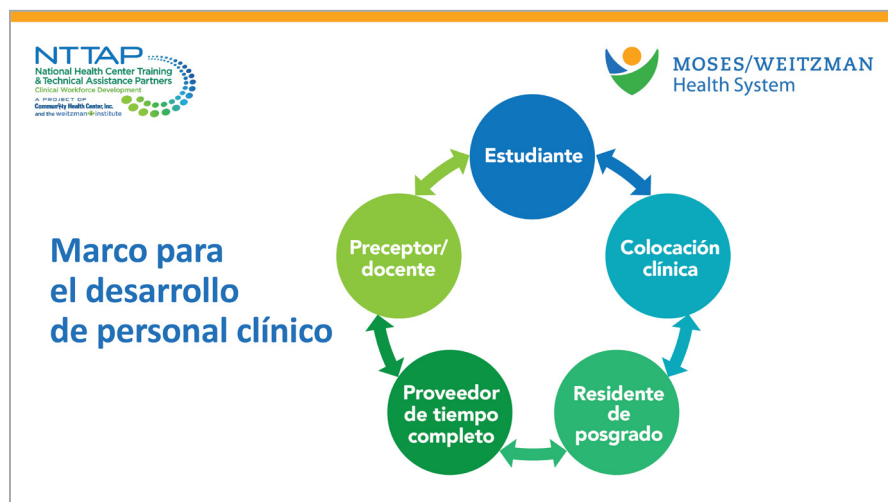 NTTAP
National Health Center Training
& Technical Assistance Partners
Clinical Workforce Development
A PROJECT OF
Community Health Center, Inc.
and the weitzman institute
MOSES/WEITZMAN
Health System
Marco para
el desarrollo
de personal clínico
Estudiante
Colocación
clínica
Residente
de
posgrado
Proveedor
de tiempo
completo
Preceptor/
docente